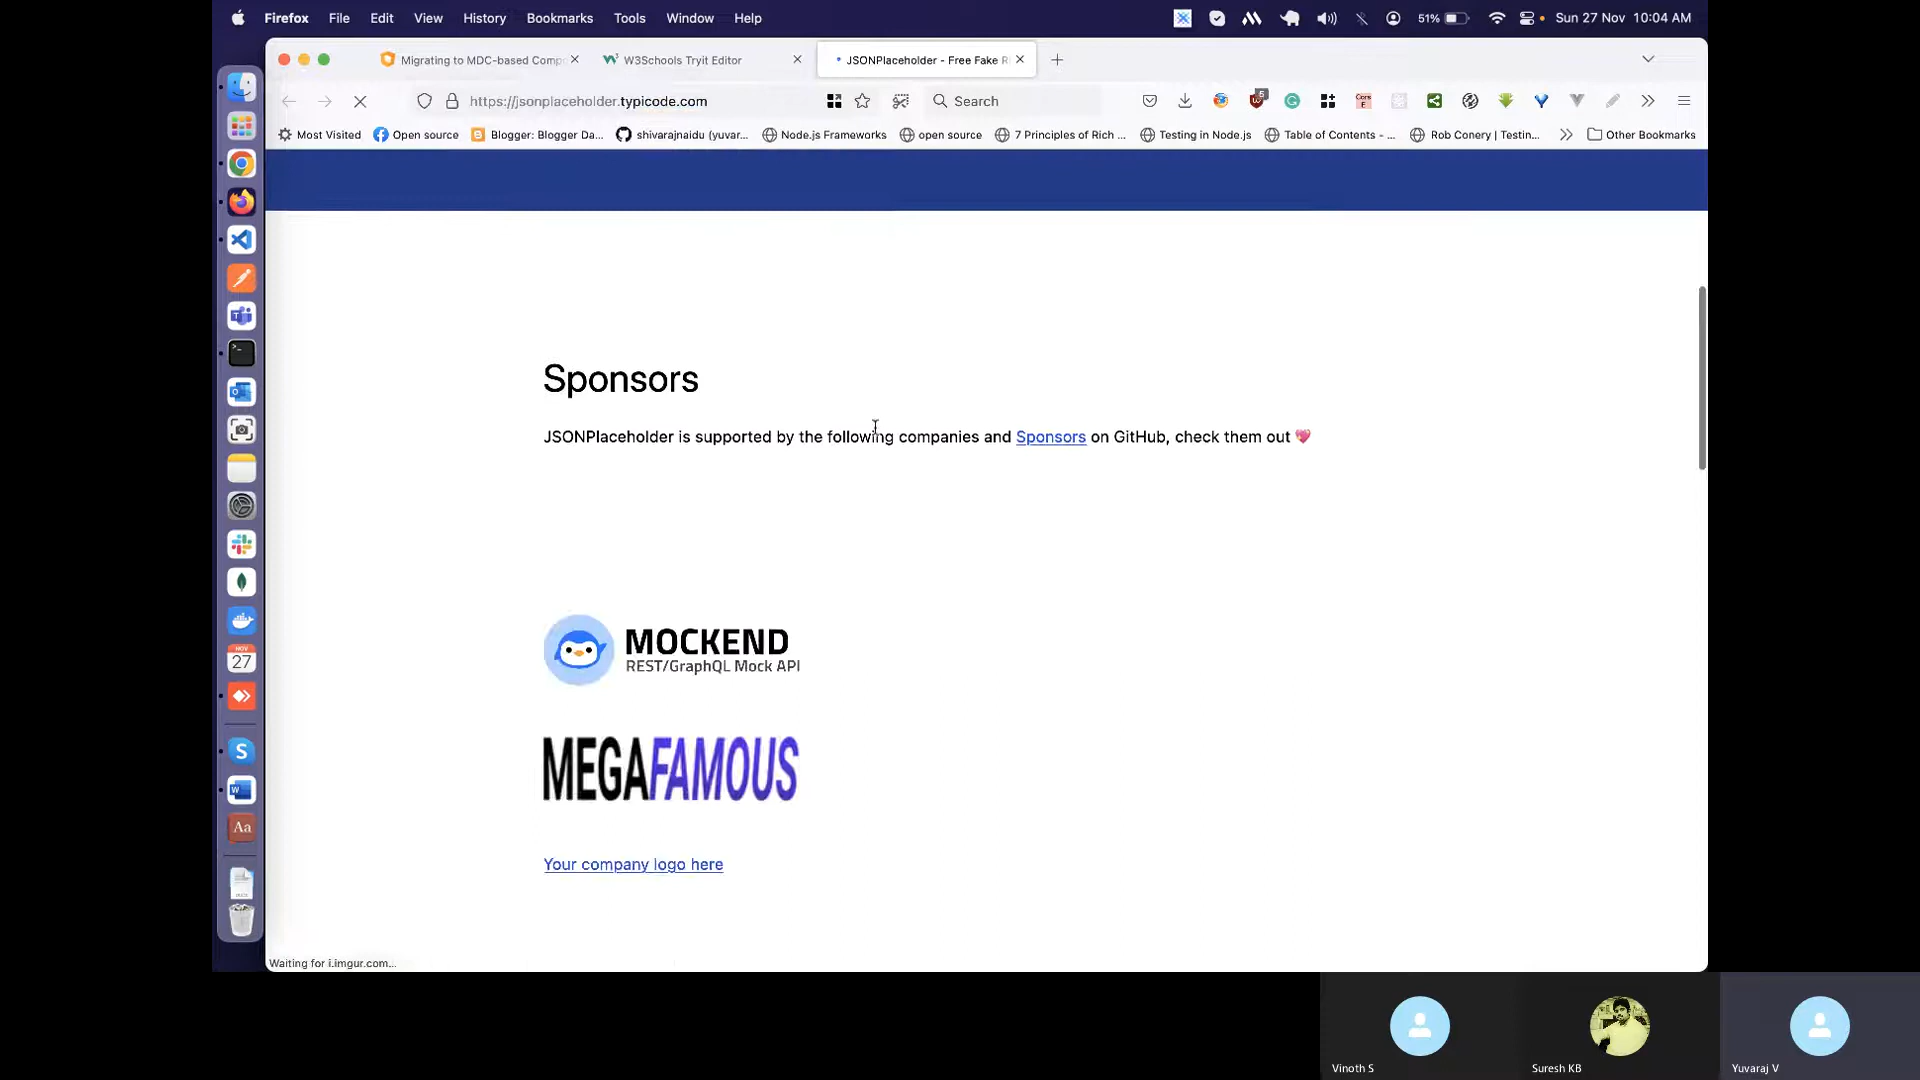 Firefox File Edit View History Bookmarks Tools Window Help 51% Sun 27 Nov 10:04 AM
Migrating to MDC-based Comp W3Schools Tryit Editor JSONPlaceholder - Free Fake R
https://jsonplaceholder.typicode.com Search 5
Most Visited Open source Blogger: Blogger Da... shivarajnaidu (yuvar... Node.js Frameworks open source 7 Principles of Rich ... Testing in Node.js Table of Contents - ... Rob Conery | Testin... Other Bookmarks
Sponsors
JSONPlaceholder is supported by the following companies and Sponsors on GitHub, check them out 💖
MOCKEND
REST/GraphQL Mock API
MEGAFAMOUS
Your company logo here
NOV
27
S
W
Aa
Waiting for i.imgur.com...
Vinoth S Suresh KB Yuvaraj V